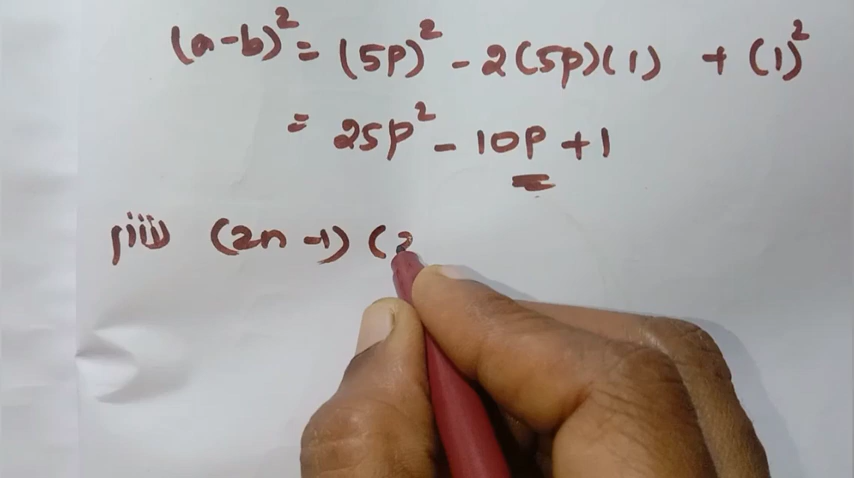 (a-b)² = (5p)² - 2(5p)(1) + (1)²
= 25p² - 10p + 1
(iii) (2n -1) (2